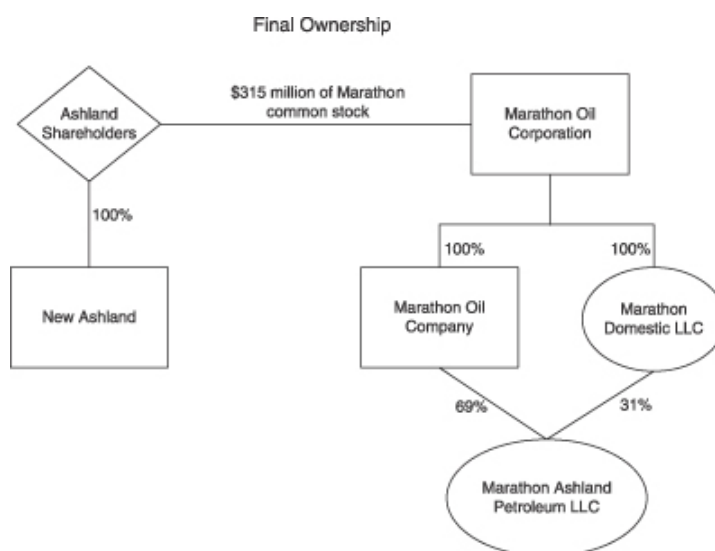 Final Ownership
$315 million of Marathon
common stock
Ashland
Shareholders
Marathon Oil
Corporation
100%
100%
100%
New Ashland
Marathon Oil
Company
Marathon
Domestic LLC
69%
31%
Marathon Ashland
Petroleum LLC